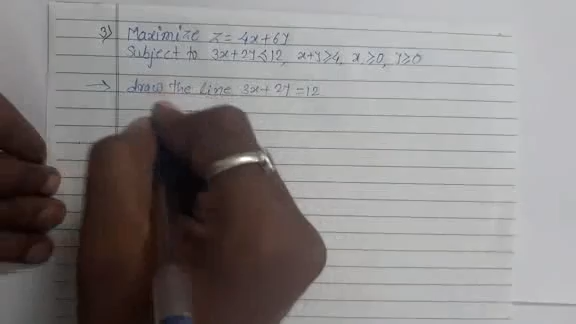 3) Maximize z = 4x+6y
Subject to 3x+2y≤12, x+y≥4, x≥0, y≥0
→ draw the line 3x+2y=12